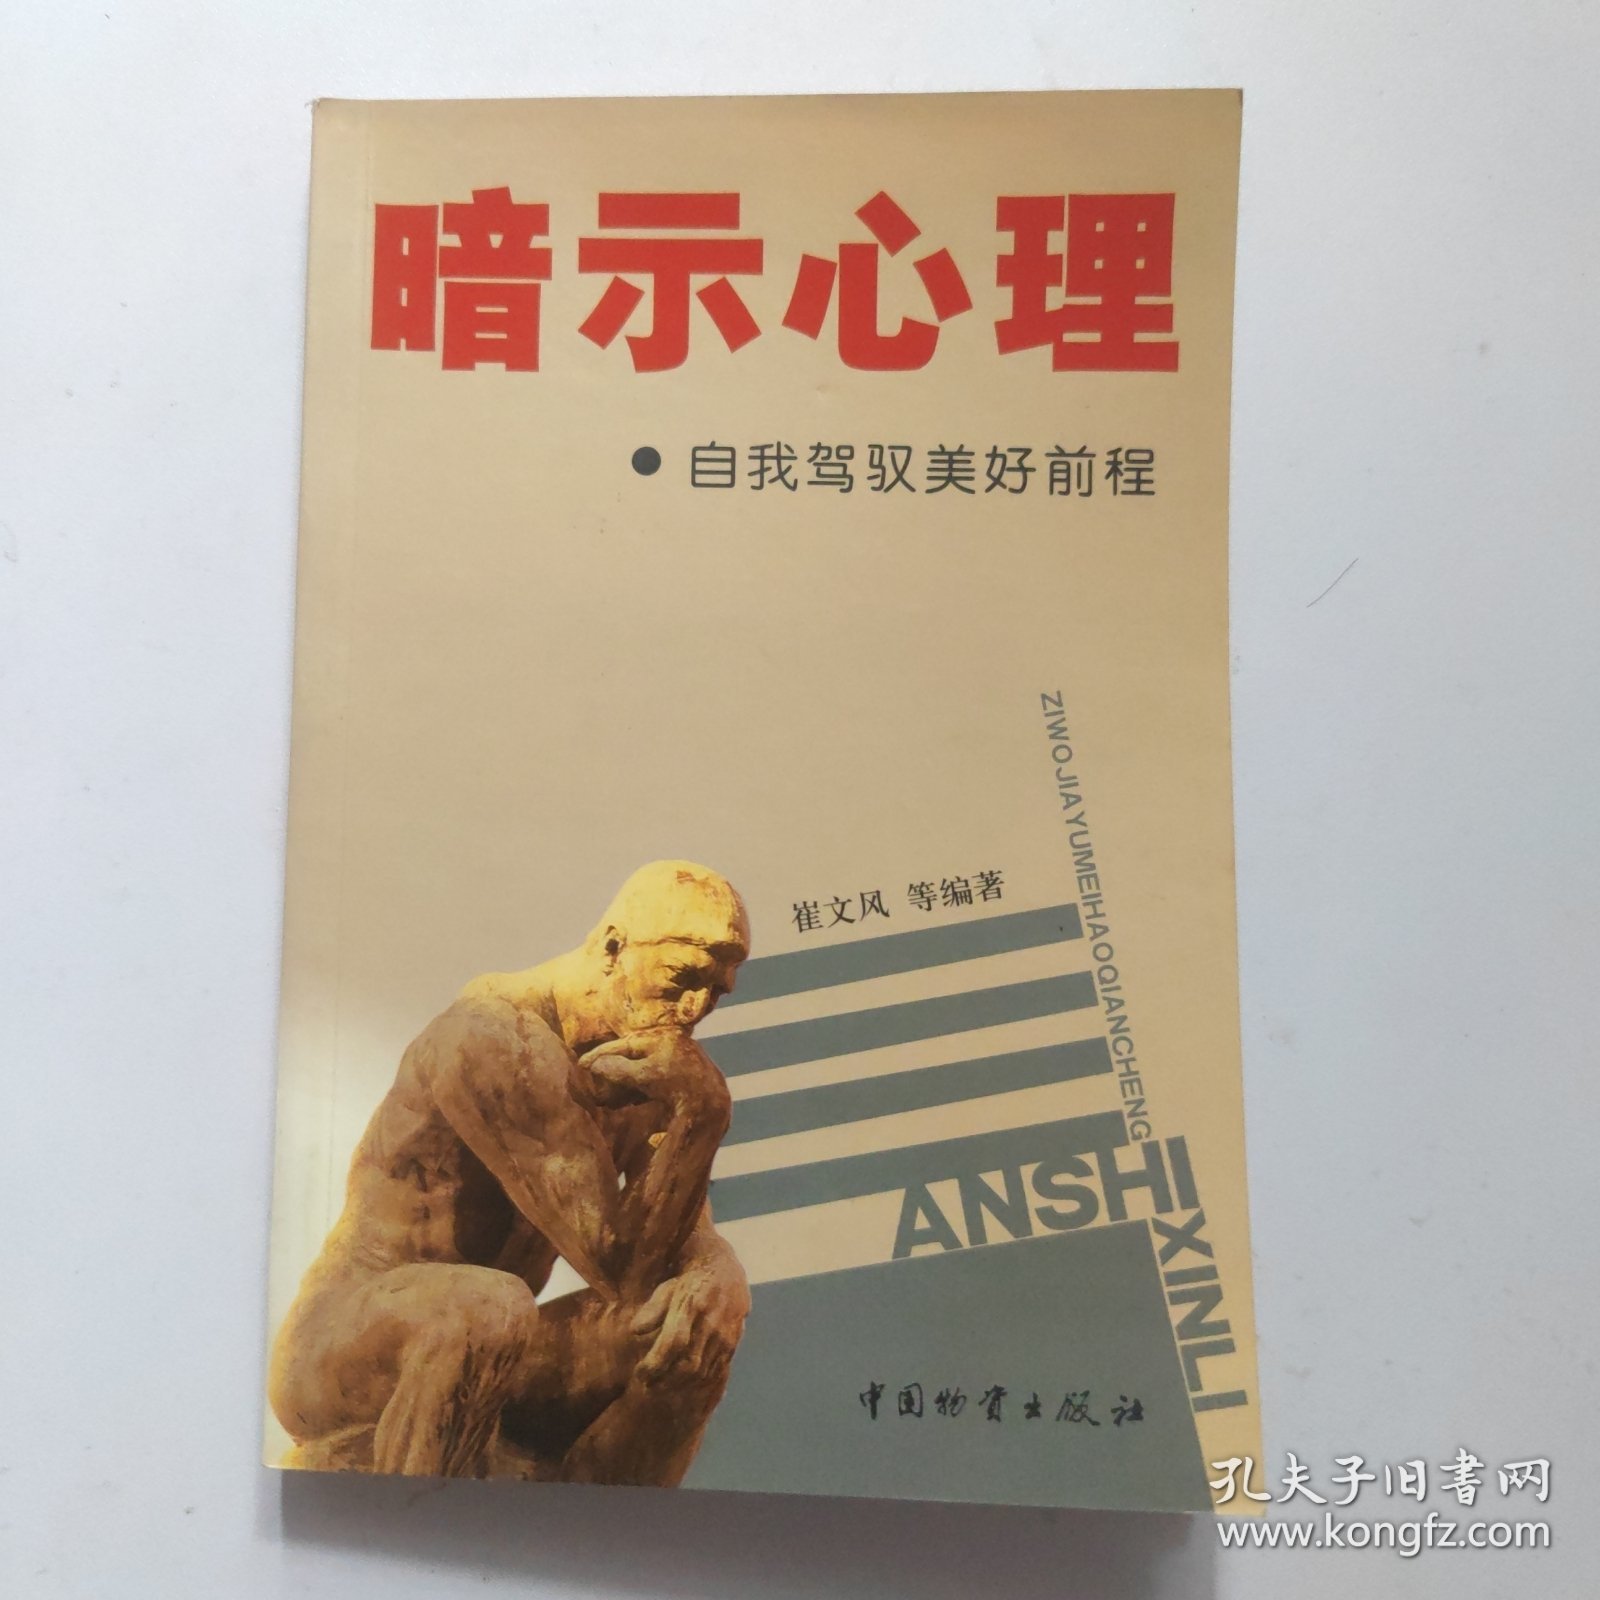 暗示心理
●自我驾驭美好前程
ZIWOJIAYUMEIHAOQIANCHENG
崔文风 等编著
ANSHI
XINLI
中国物资出版社
孔夫子旧书网
www.kongfz.com